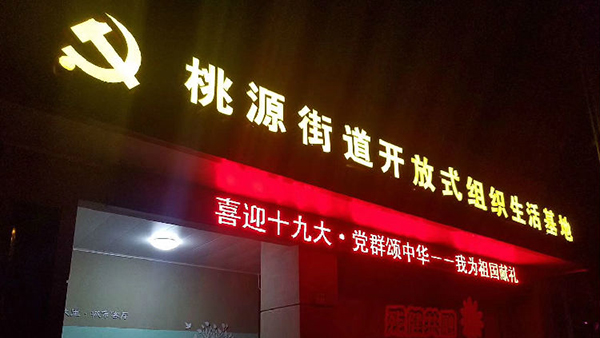 桃源街道开放式组织生活基地
喜迎十九大·党群颂中华--我为祖国献礼